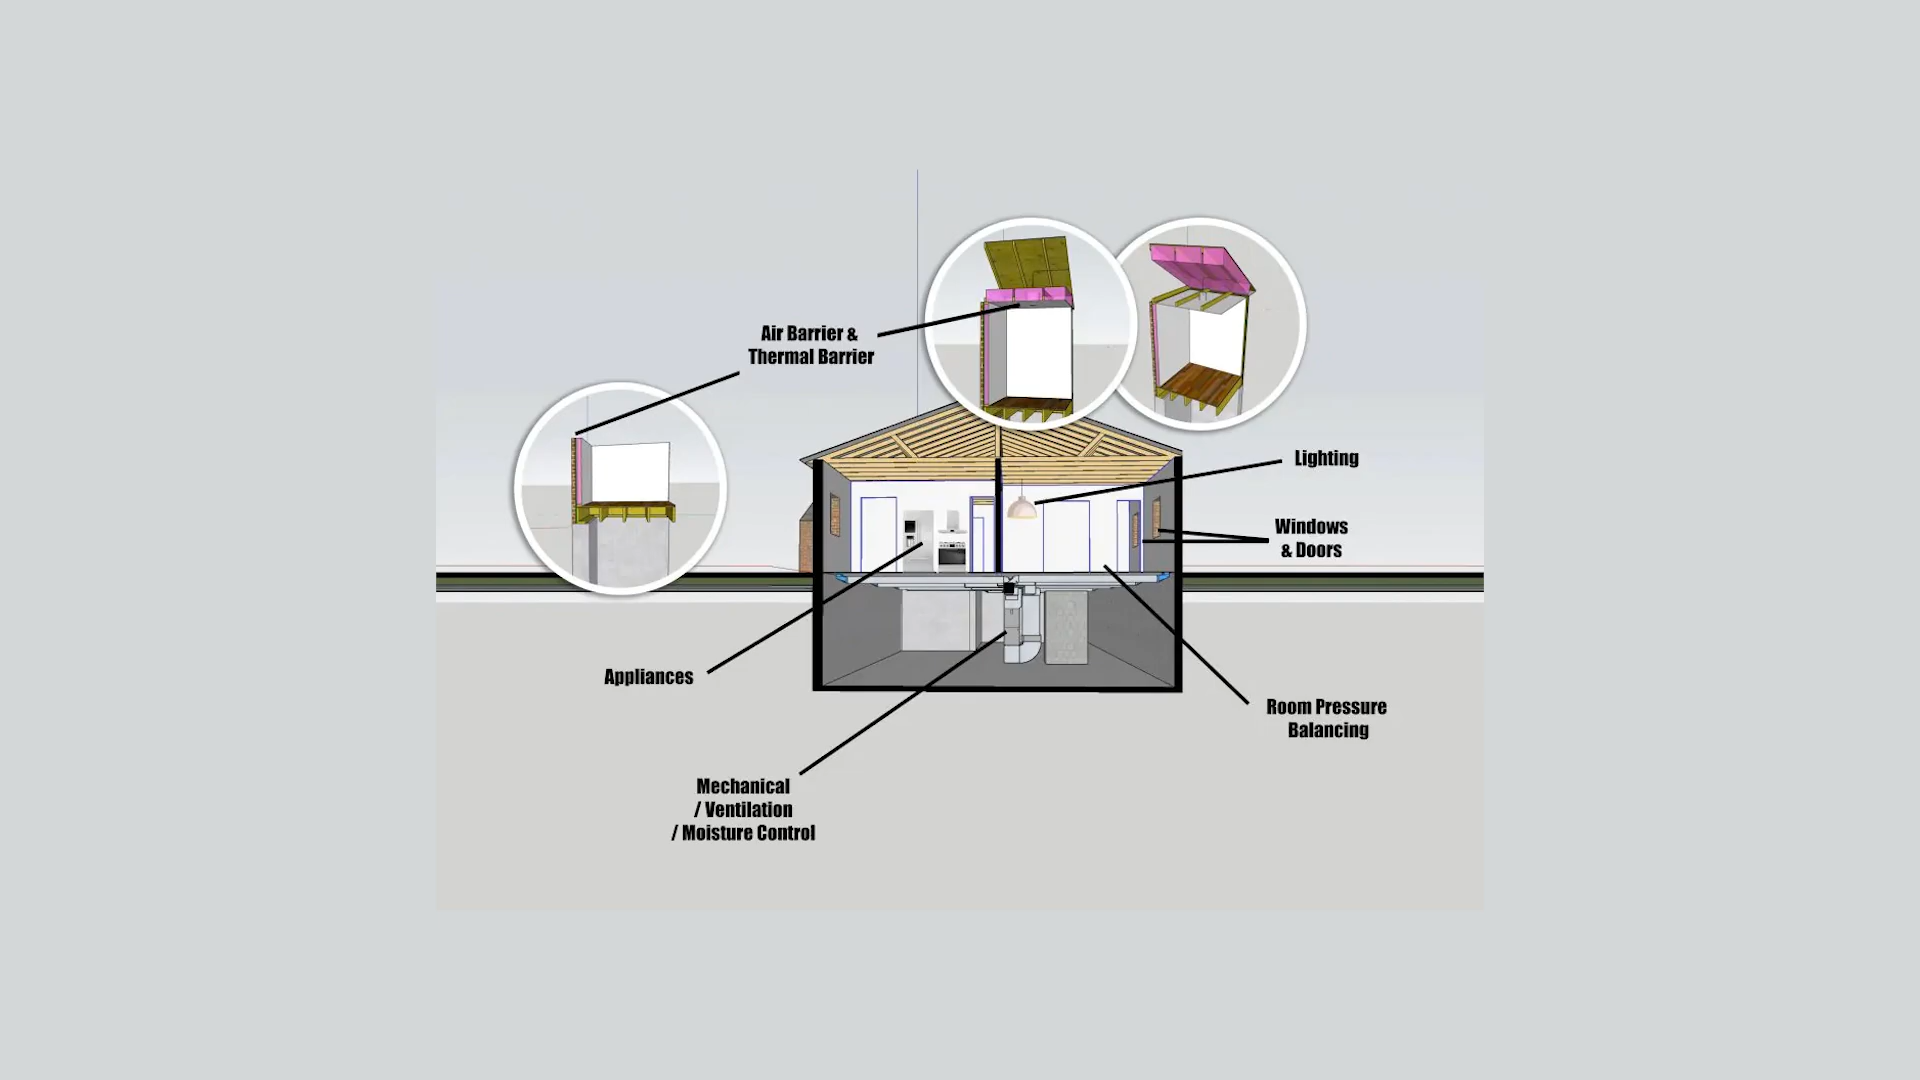 Air Barrier &
Thermal Barrier
Lighting
Windows
& Doors
Appliances
Room Pressure
Balancing
Mechanical
/ Ventilation
/ Moisture Control